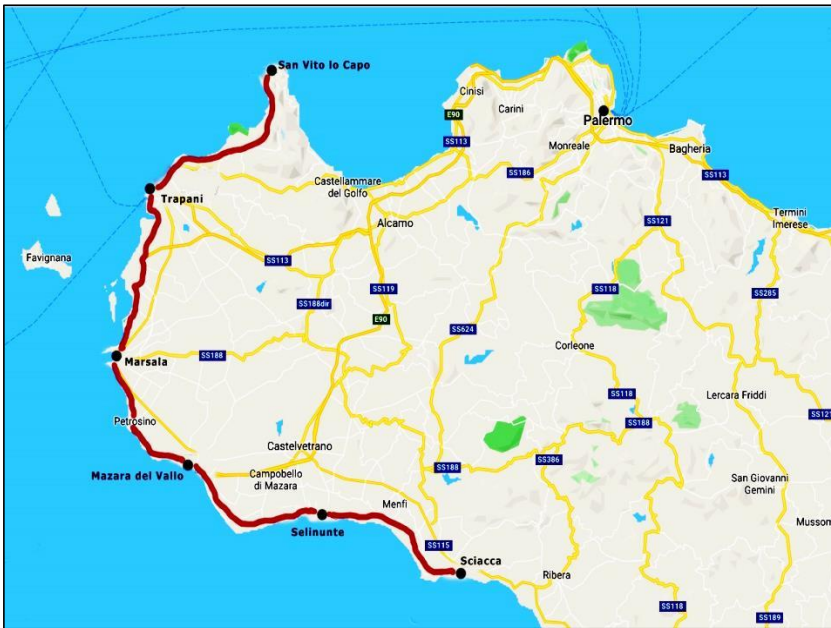 San Vito lo Capo
Cinisi
Carini
E90
Palermo
SS113
Monreale
Bagheria
SS113
SS186
Castellammare
del Golfo
Trapani
Termini
Imerese
SS121
Alcamo
Favignana
SS113
SS119
SS118
SS285
SS188dir
E90
SS624
Corleone
SS188
Marsala
Lercara Friddi
SS118
SS121
Petrosino
SS188
Castelvetrano
SS386
Mazara del Vallo
Campobello
di Mazara
SS188
San Giovanni
Gemini
Menfi
Selinunte
Mussom
SS115
Sciacca
Ribera
SS118
SS189